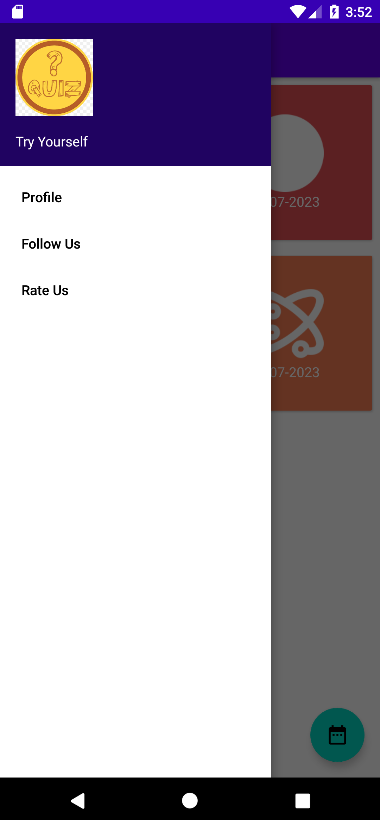 3:52
?
QUIZ
Try Yourself
Profile
Follow Us
Rate Us
07-2023
07-2023